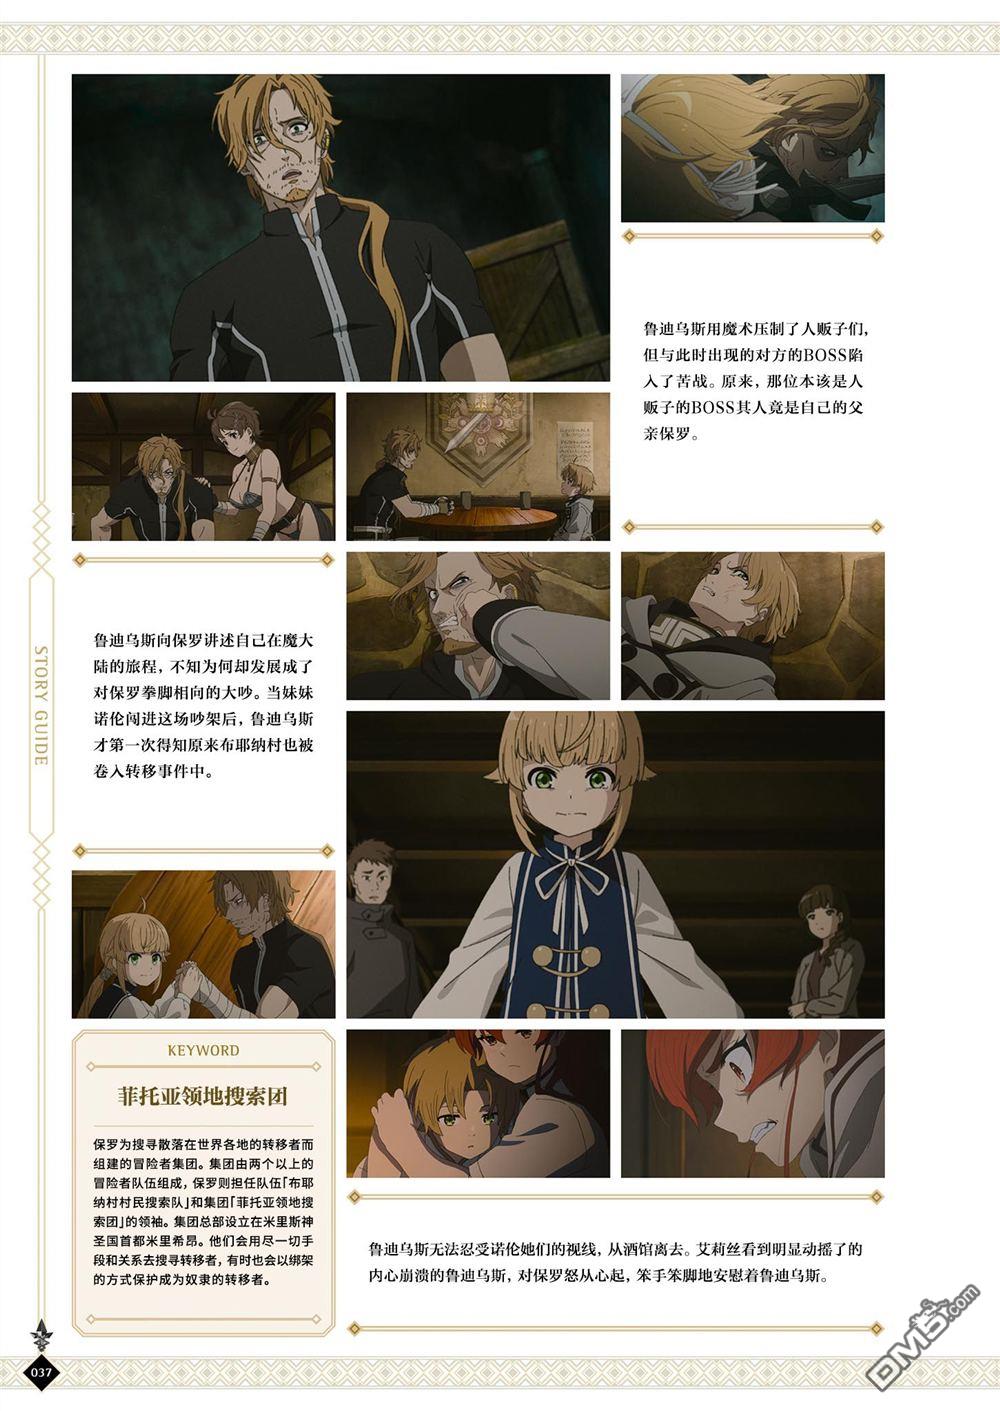 鲁迪乌斯用魔术压制了人贩子们，
但与此时出现的对方的BOSS陷
入了苦战。原来，那位本该是人
贩子的BOSS其人竟是自己的父
亲保罗。
鲁迪乌斯向保罗讲述自己在魔大
陆的旅程，不知为何却发展成了
对保罗拳脚相向的大吵。当妹妹
诺伦闯进这场吵架后，鲁迪乌斯
才第一次得知原来布耶纳村也被
卷入转移事件中。
STORY GUIDE
KEYWORD
菲托亚领地搜索团
保罗为搜寻散落在世界各地的转移者而
组建的冒险者集团。集团由两个以上的
冒险者队伍组成，保罗则担任队伍「布耶
纳村村民搜索队」和集团「菲托亚领地搜
索团」的领袖。集团总部设立在米里斯神
圣国首都米里希昂。他们会用尽一切手
段和关系去搜寻转移者，有时也会以绑架
的方式保护成为奴隶的转移者。
鲁迪乌斯无法忍受诺伦她们的视线，从酒馆离去。艾莉丝看到明显动摇了的
内心崩溃的鲁迪乌斯，对保罗怒从心起，笨手笨脚地安慰着鲁迪乌斯。
037
DM5.com